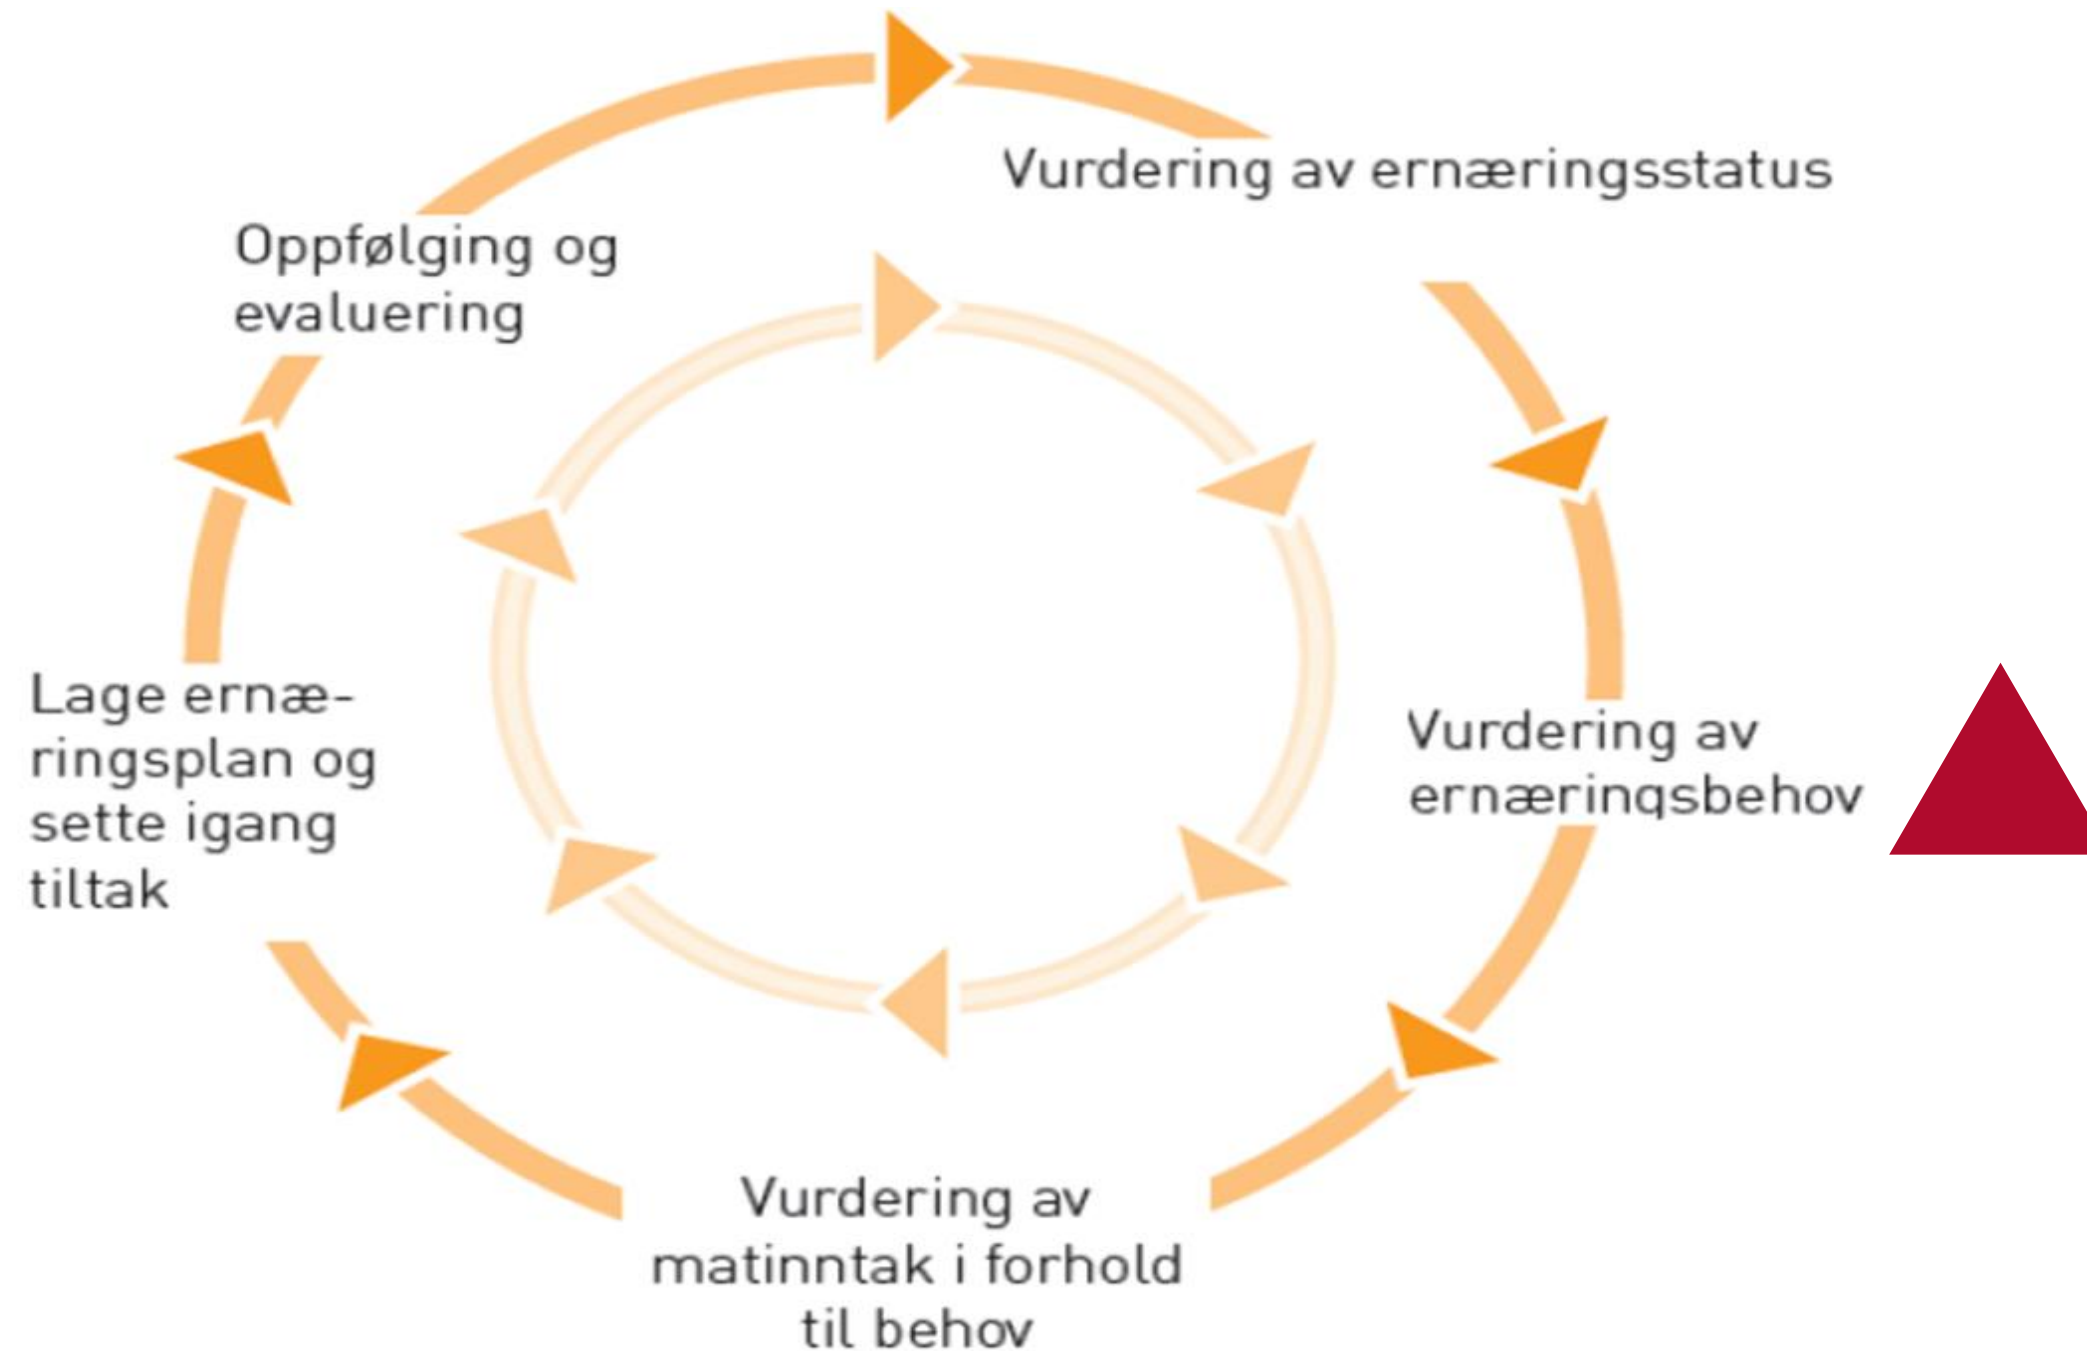 Vurdering av ernæringsstatus
Oppfølging og
evaluering
Lage ernæ-
ringsplan og
sette igang
tiltak
Vurdering av
ernæringsbehov
Vurdering av
matinntak i forhold
til behov